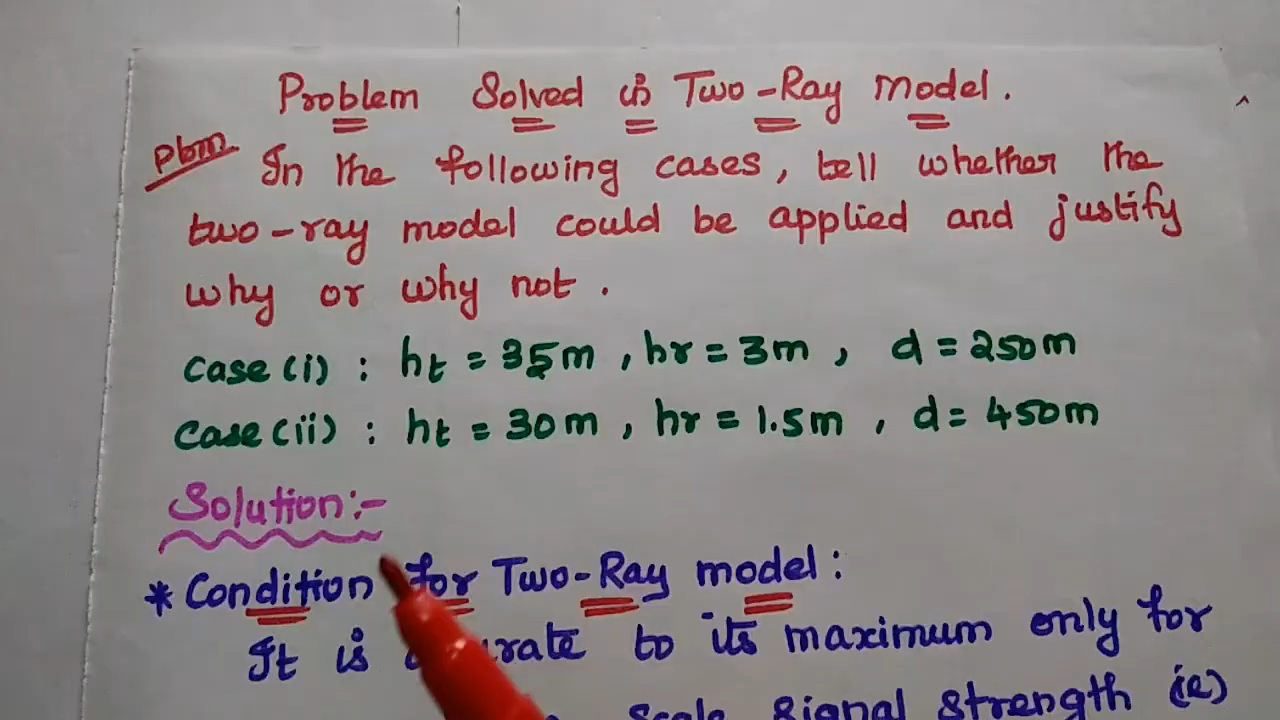 Problem Solved in Two-Ray Model.
Pbm
In the following cases, tell whether the
two-ray model could be applied and justify
why or why not.
Case(i) : ht = 35m, hr = 3m, d = 250m
Case(ii) : ht = 30m, hr = 1.5m, d = 450m
Solution:-
* Condition for Two-Ray model:
It is to its maximum only for
Scale signal strength (ie)